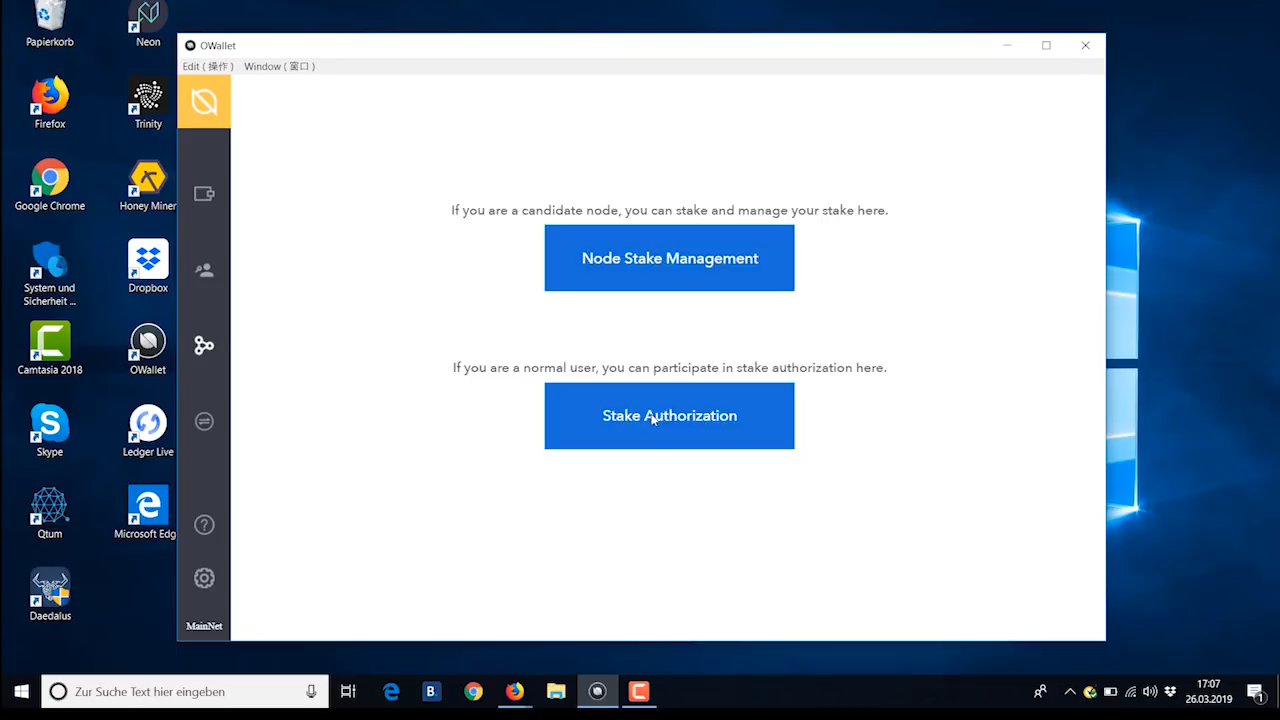 Papierkorb
Neon
Firefox
Trinity
Google Chrome
Honey Miner
System und
Sicherheit ...
Dropbox
Camtasia 2018
OWallet
Skype
Ledger Live
Qtum
Microsoft Edg
Daedalus
OWallet
Edit ( 操作 )
Window ( 窗口 )
If you are a candidate node, you can stake and manage your stake here.
Node Stake Management
If you are a normal user, you can participate in stake authorization here.
Stake Authorization
MainNet
Zur Suche Text hier eingeben
B.
17:07
26.03.2019
1